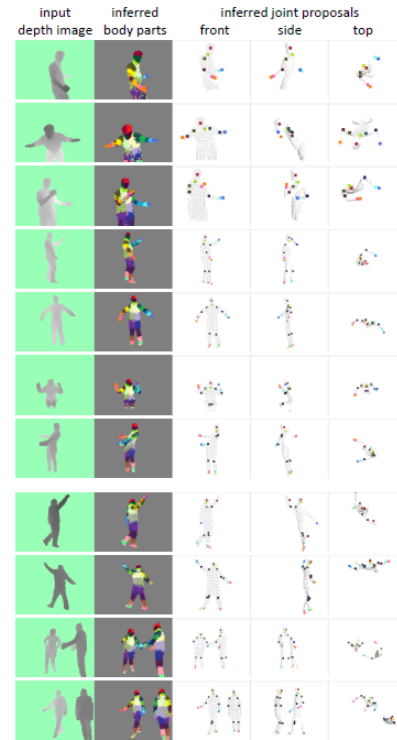 input inferred inferred joint proposals
depth image body parts front side top